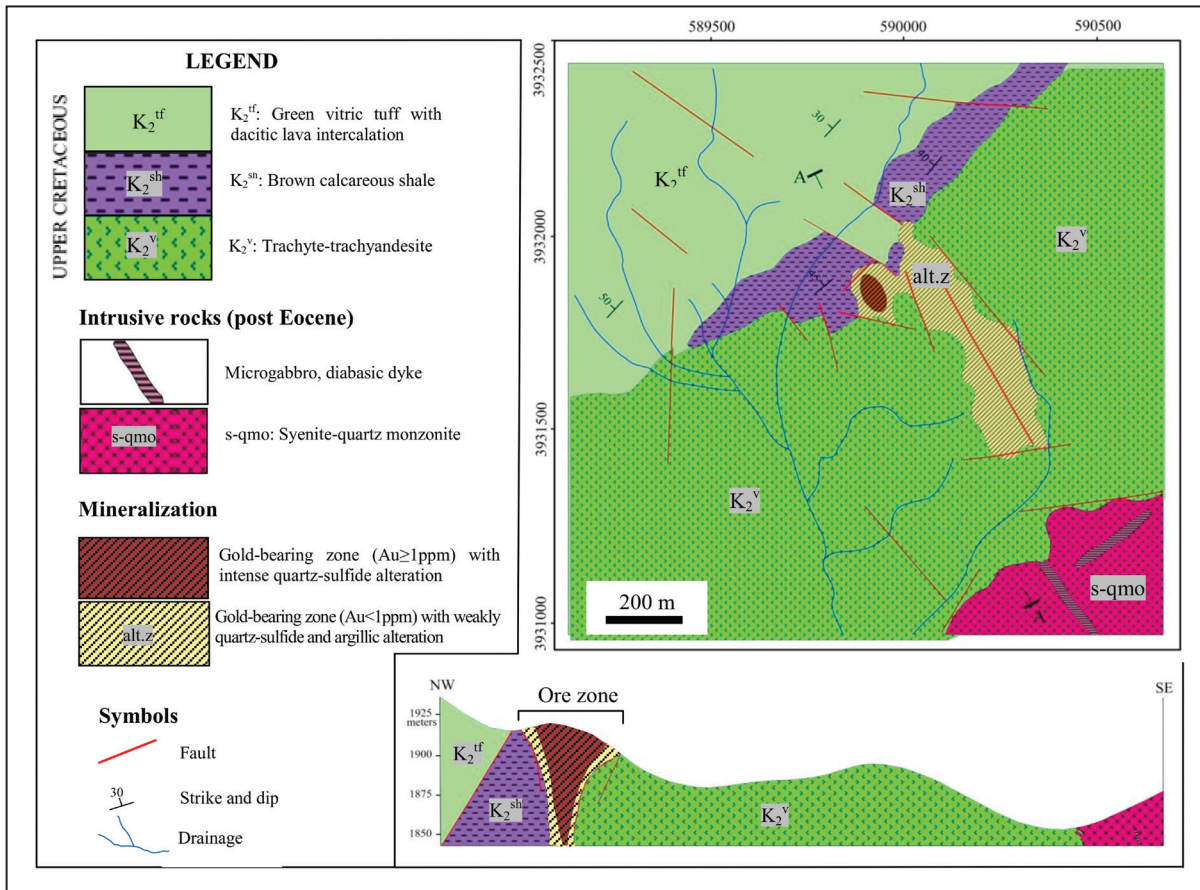 LEGEND
UPPER CRETACEOUS
K₂ᵗᶠ
K₂ᵗᶠ: Green vitric tuff with
dacitic lava intercalation
K₂ˢʰ
K₂ˢⁿ: Brown calcareous shale
K₂ᵛ
K₂ᵛ: Trachyte-trachyandesite
Intrusive rocks (post Eocene)
Microgabbro, diabasic dyke
s-qmo
s-qmo: Syenite-quartz monzonite
Mineralization
Gold-bearing zone (Au≥1ppm) with
intense quartz-sulfide alteration
alt.z
Gold-bearing zone (Au<1ppm) with weakly
quartz-sulfide and argillic alteration
Symbols
Fault
30
Strike and dip
Drainage
589500 590000 590500
3932500
3932000
3931500
3931000
30
40
K₂ᵗᶠ
A
K₂ˢʰ
K₂ᵛ
alt.z
45
50
K₂ᵛ
200 m
s-qmo
A
NW
SE
Ore zone
1925
meters
1900
1875
1850
K₂ᵗᶠ
K₂ˢʰ
K₂ᵛ